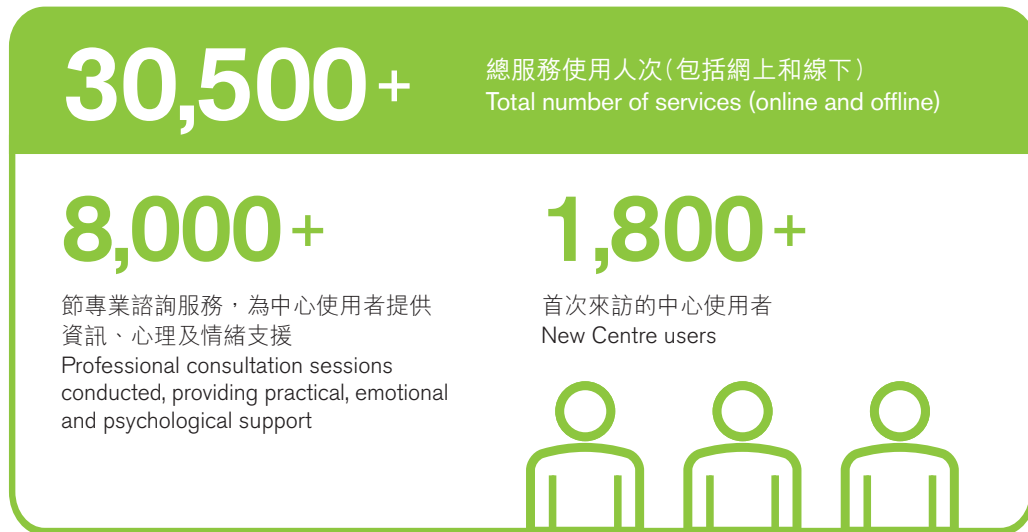 30,500+
總服務使用人次(包括網上和線下)
Total number of services (online and offline)
8,000+
節專業諮詢服務，為中心使用者提供
資訊、心理及情緒支援
Professional consultation sessions
conducted, providing practical, emotional
and psychological support
1,800+
首次來訪的中心使用者
New Centre users